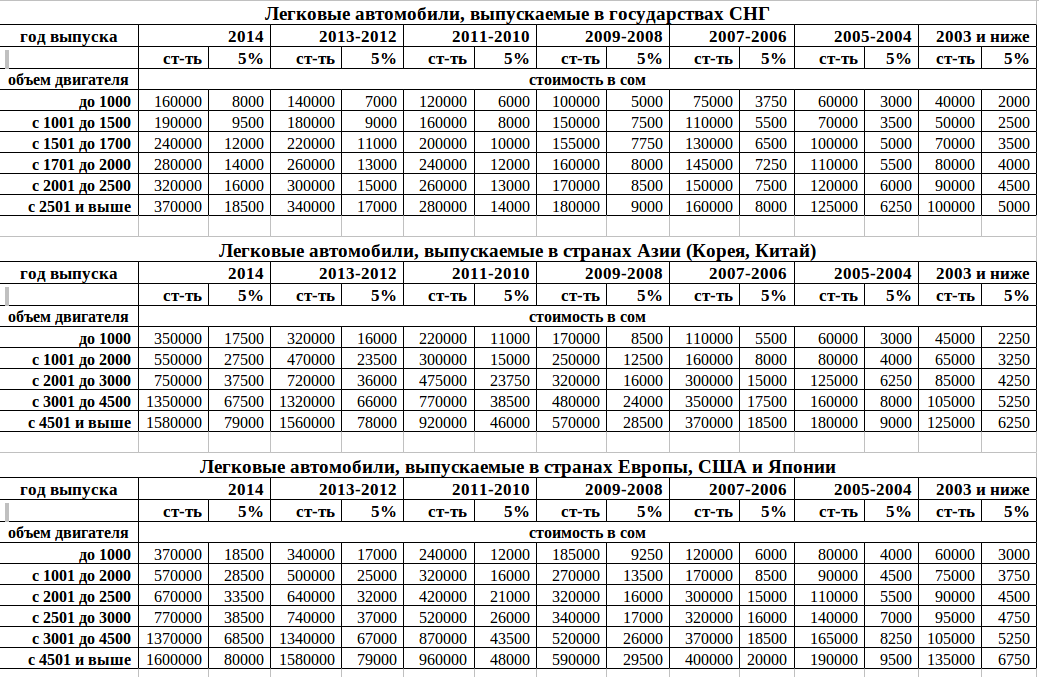 Легковые автомобили, выпускаемые в государствах СНГ
год выпуска 2014 2013-2012 2011-2010 2009-2008 2007-2006 2005-2004 2003 и ниже
ст-ть 5% ст-ть 5% ст-ть 5% ст-ть 5% ст-ть 5% ст-ть 5% ст-ть 5%
объем двигателя стоимость в сом
до 1000 160000 8000 140000 7000 120000 6000 100000 5000 75000 3750 60000 3000 40000 2000
с 1001 до 1500 190000 9500 180000 9000 160000 8000 150000 7500 110000 5500 70000 3500 50000 2500
с 1501 до 1700 240000 12000 220000 11000 200000 10000 155000 7750 130000 6500 100000 5000 70000 3500
с 1701 до 2000 280000 14000 260000 13000 240000 12000 160000 8000 145000 7250 110000 5500 80000 4000
с 2001 до 2500 320000 16000 300000 15000 260000 13000 170000 8500 150000 7500 120000 6000 90000 4500
с 2501 и выше 370000 18500 340000 17000 280000 14000 180000 9000 160000 8000 125000 6250 100000 5000
Легковые автомобили, выпускаемые в странах Азии (Корея, Китай)
год выпуска 2014 2013-2012 2011-2010 2009-2008 2007-2006 2005-2004 2003 и ниже
ст-ть 5% ст-ть 5% ст-ть 5% ст-ть 5% ст-ть 5% ст-ть 5% ст-ть 5%
объем двигателя стоимость в сом
до 1000 350000 17500 320000 16000 220000 11000 170000 8500 110000 5500 60000 3000 45000 2250
с 1001 до 2000 550000 27500 470000 23500 300000 15000 250000 12500 160000 8000 80000 4000 65000 3250
с 2001 до 3000 750000 37500 720000 36000 475000 23750 320000 16000 300000 15000 125000 6250 85000 4250
с 3001 до 4500 1350000 67500 1320000 66000 770000 38500 480000 24000 350000 17500 160000 8000 105000 5250
с 4501 и выше 1580000 79000 1560000 78000 920000 46000 570000 28500 370000 18500 180000 9000 125000 6250
Легковые автомобили, выпускаемые в странах Европы, США и Японии
год выпуска 2014 2013-2012 2011-2010 2009-2008 2007-2006 2005-2004 2003 и ниже
ст-ть 5% ст-ть 5% ст-ть 5% ст-ть 5% ст-ть 5% ст-ть 5% ст-ть 5%
объем двигателя стоимость в сом
до 1000 370000 18500 340000 17000 240000 12000 185000 9250 120000 6000 80000 4000 60000 3000
с 1001 до 2000 570000 28500 500000 25000 320000 16000 270000 13500 170000 8500 90000 4500 75000 3750
с 2001 до 2500 670000 33500 640000 32000 420000 21000 320000 16000 300000 15000 110000 5500 90000 4500
с 2501 до 3000 770000 38500 740000 37000 520000 26000 340000 17000 320000 16000 140000 7000 95000 4750
с 3001 до 4500 1370000 68500 1340000 67000 870000 43500 520000 26000 370000 18500 165000 8250 105000 5250
с 4501 и выше 1600000 80000 1580000 79000 960000 48000 590000 29500 400000 20000 190000 9500 135000 6750